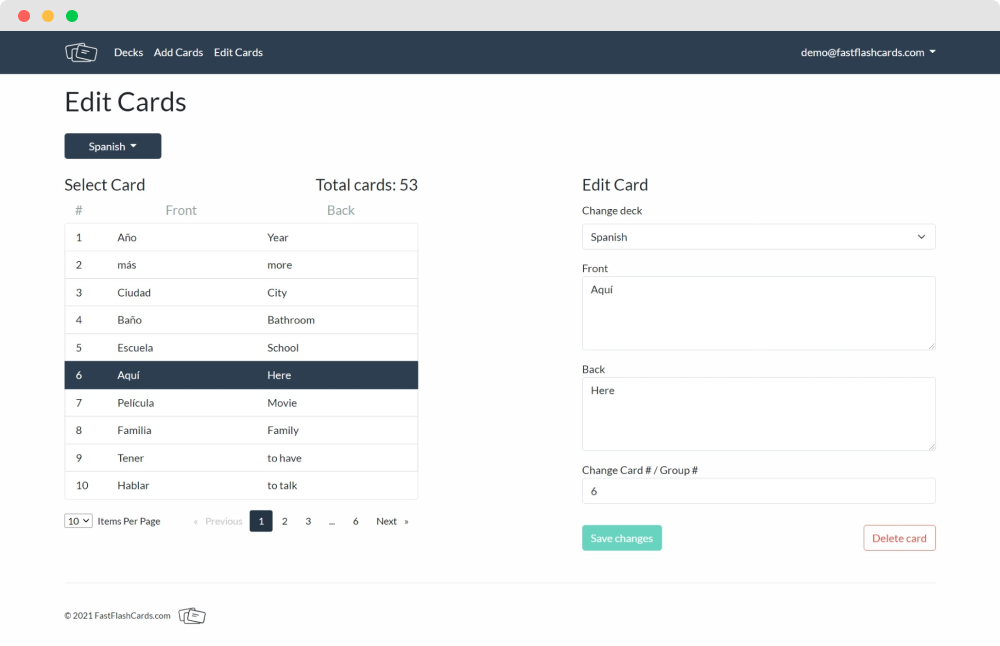 Decks Add Cards Edit Cards demo@fastflashcards.com
Edit Cards
Spanish
Select Card Total cards: 53
# Front Back
1 Año Year
2 más more
3 Ciudad City
4 Baño Bathroom
5 Escuela School
6 Aquí Here
7 Película Movie
8 Familia Family
9 Tener to have
10 Hablar to talk
10 Items Per Page « Previous 1 2 3 ... 6 Next »
Edit Card
Change deck
Spanish
Front
Aquí
Back
Here
Change Card # / Group #
6
Save changes Delete card
© 2021 FastFlashCards.com